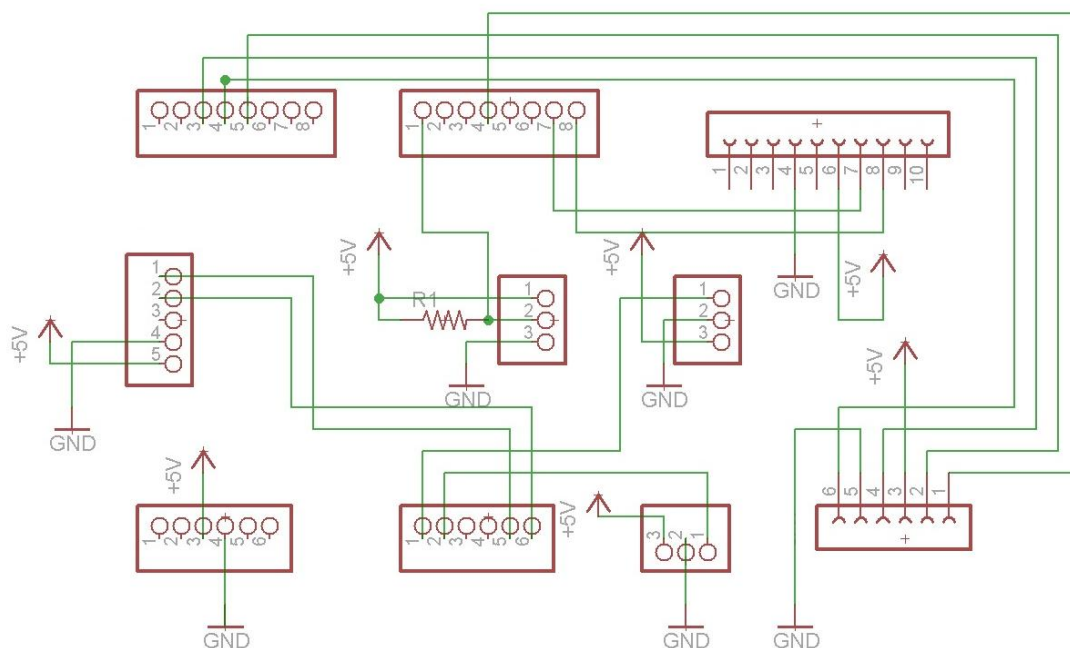 1 2 3 4 5 6 7 8
1 2 3 4 5 6 7 8
1 2 3 4 5 6 7 8 9 10
+5V
+5V
+5V
GND
1
2
3
4
5
+5V
GND
R1
1
2
3
GND
1
2
3
GND
+5V
+5V
1 2 3 4 5 6
GND
1 2 3 4 5 6
+5V
3 2 1
GND
6 5 4 3 2 1
GND